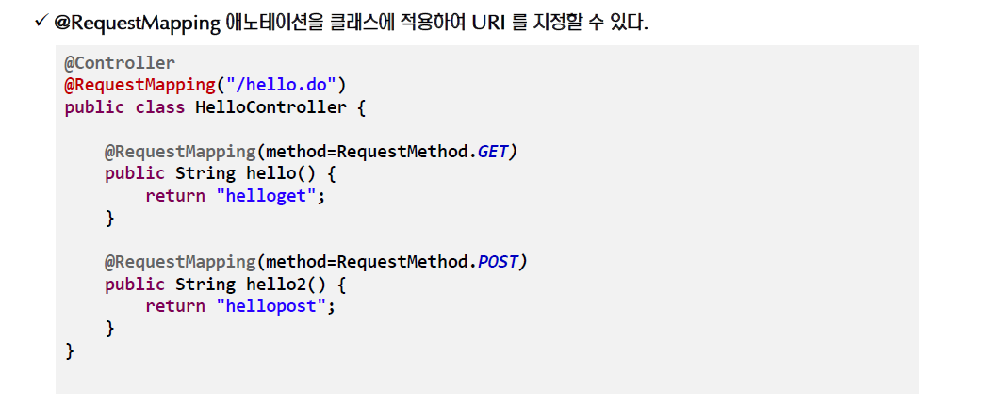 ✓ @RequestMapping 애노테이션을 클래스에 적용하여 URI 를 지정할 수 있다.
@Controller
@RequestMapping("/hello.do")
public class HelloController {
    @RequestMapping(method=RequestMethod.GET)
    public String hello() {
        return "helloget";
    }
    @RequestMapping(method=RequestMethod.POST)
    public String hello2() {
        return "hellopost";
    }
}